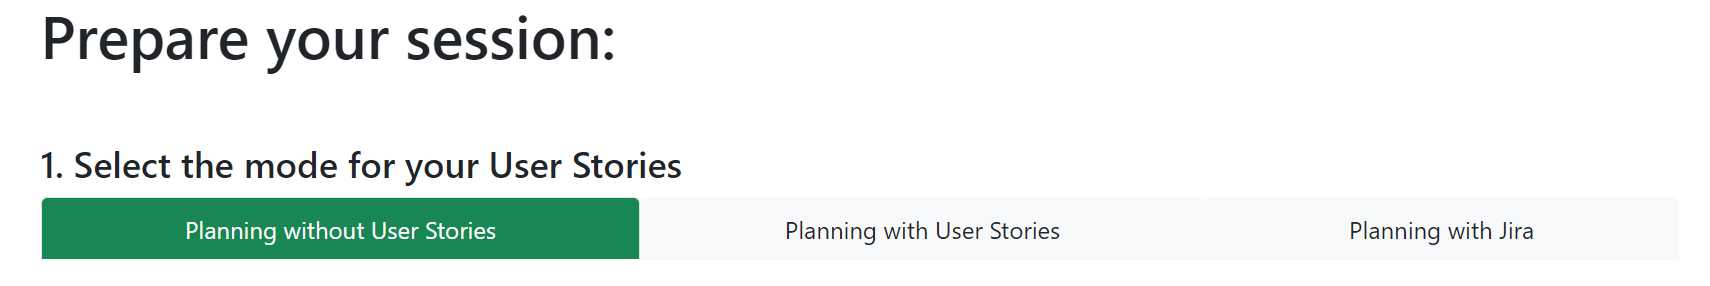 Prepare your session:
1. Select the mode for your User Stories
Planning without User Stories
Planning with User Stories
Planning with Jira